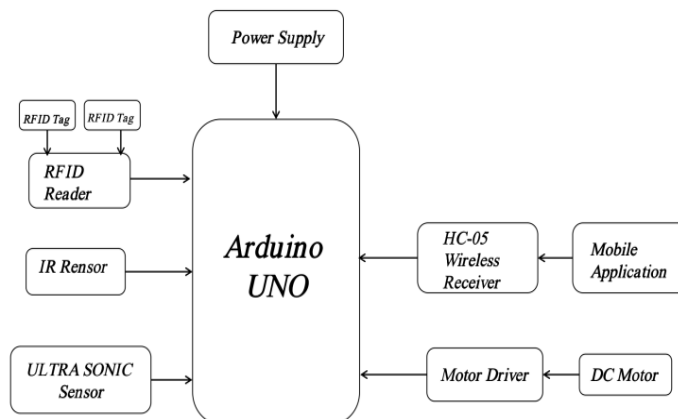 Power Supply
RFID Tag
RFID Tag
RFID
Reader
Arduino
UNO
HC-05
Wireless
Receiver
Mobile
Application
IR Rensor
ULTRA SONIC
Sensor
Motor Driver
DC Motor